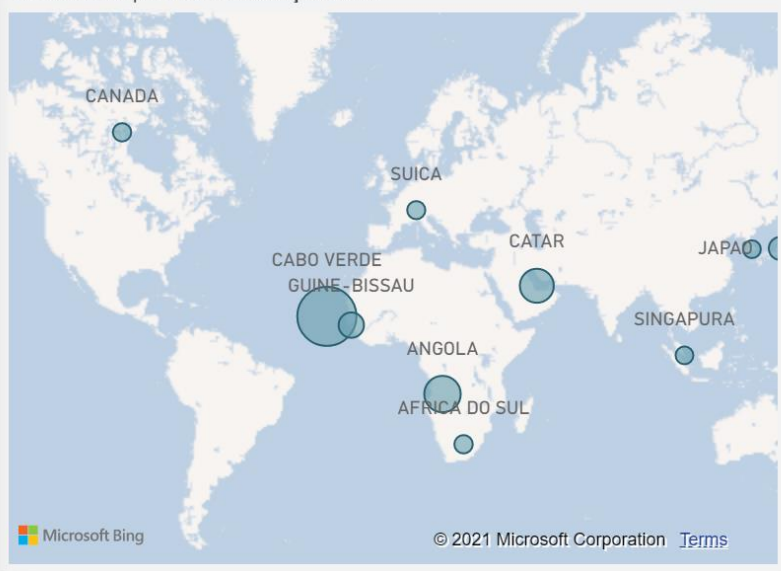 CANADA
SUICA
CATAR
JAPAO
CABO VERDE
GUINE-BISSAU
SINGAPURA
ANGOLA
AFRICA DO SUL
Microsoft Bing
© 2021 Microsoft Corporation Terms